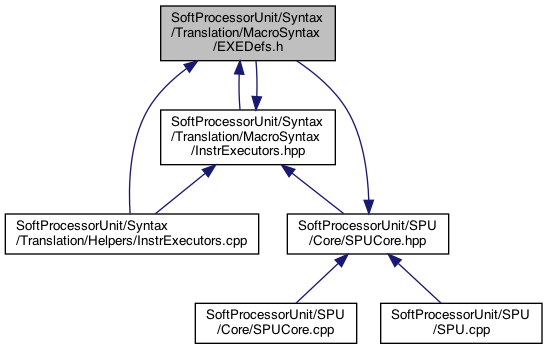 SoftProcessorUnit/Syntax
/Translation/MacroSyntax
/EXEDefs.h
SoftProcessorUnit/Syntax
/Translation/MacroSyntax
/InstrExecutors.hpp
SoftProcessorUnit/Syntax
/Translation/Helpers/InstrExecutors.cpp
SoftProcessorUnit/SPU
/Core/SPUCore.hpp
SoftProcessorUnit/SPU
/Core/SPUCore.cpp
SoftProcessorUnit/SPU
/SPU.cpp